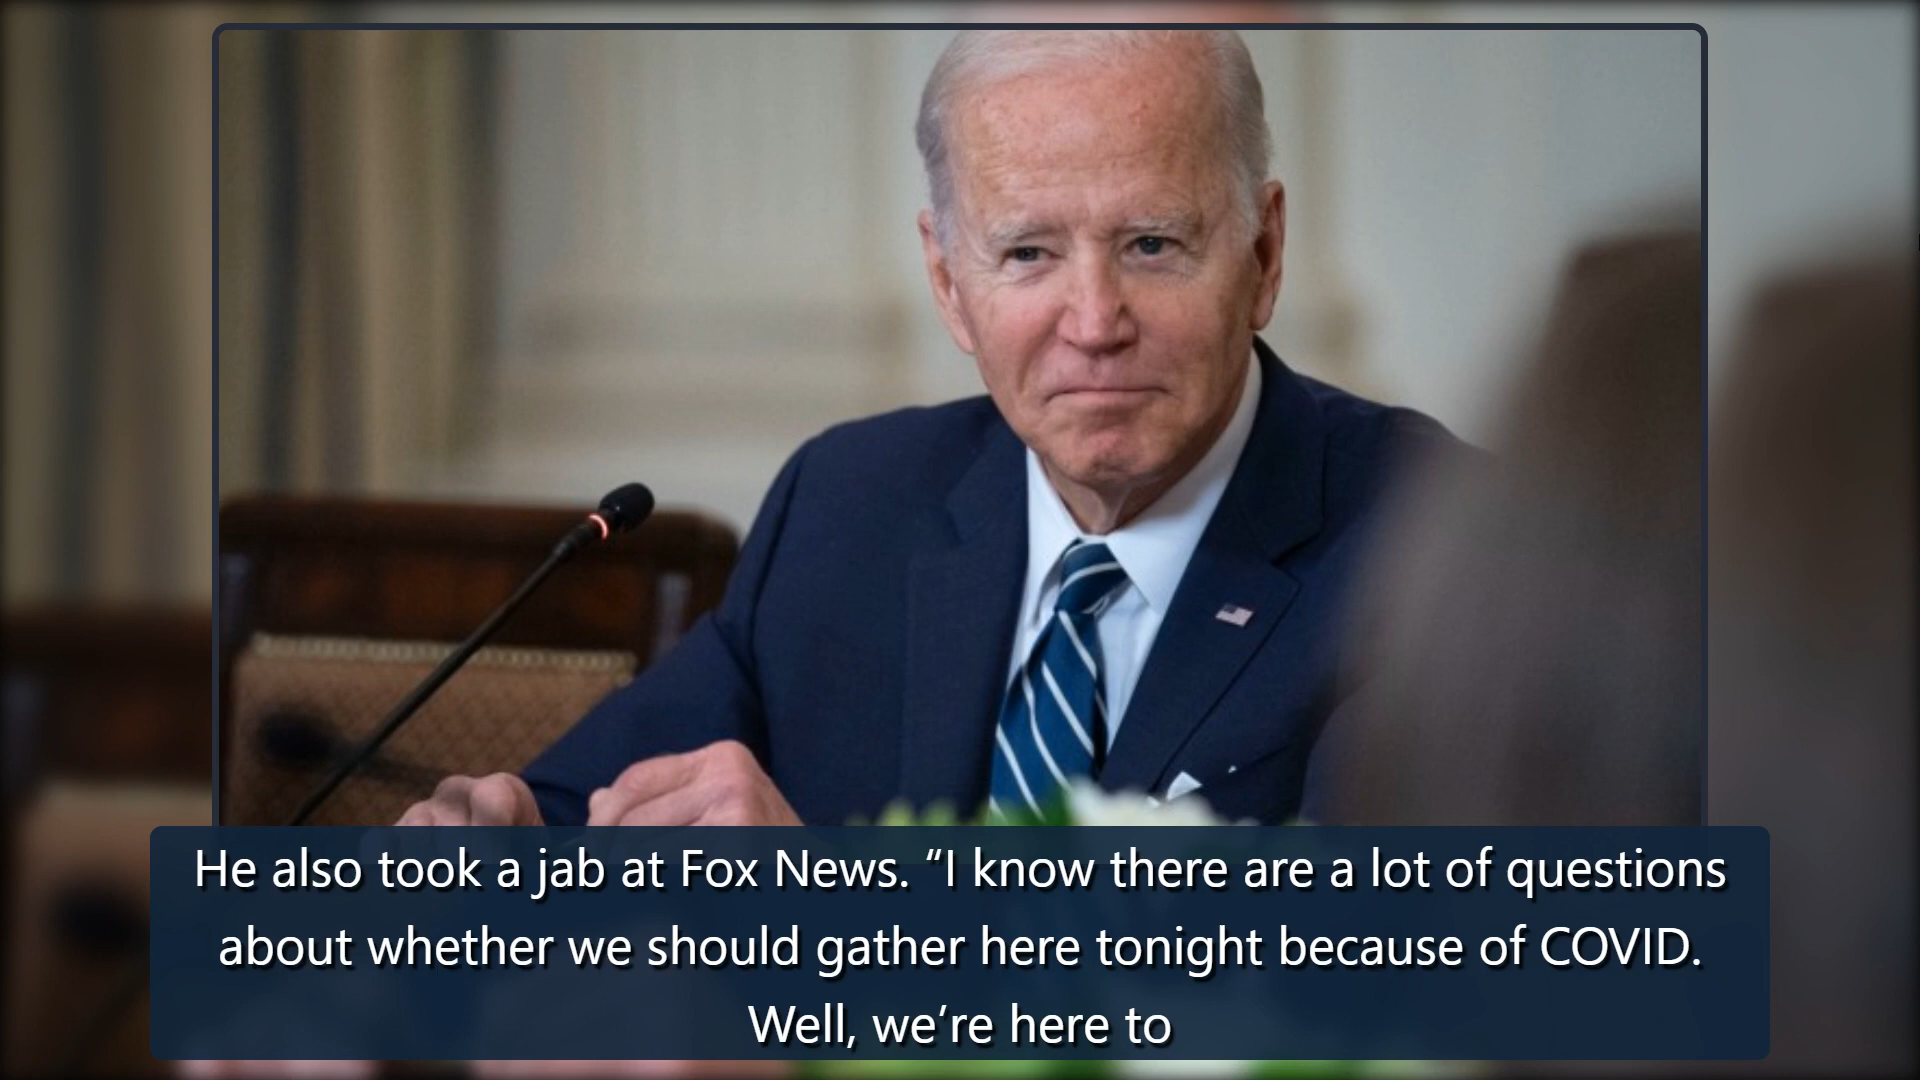 He also took a jab at Fox News. “I know there are a lot of questions
about whether we should gather here tonight because of COVID.
Well, we’re here to